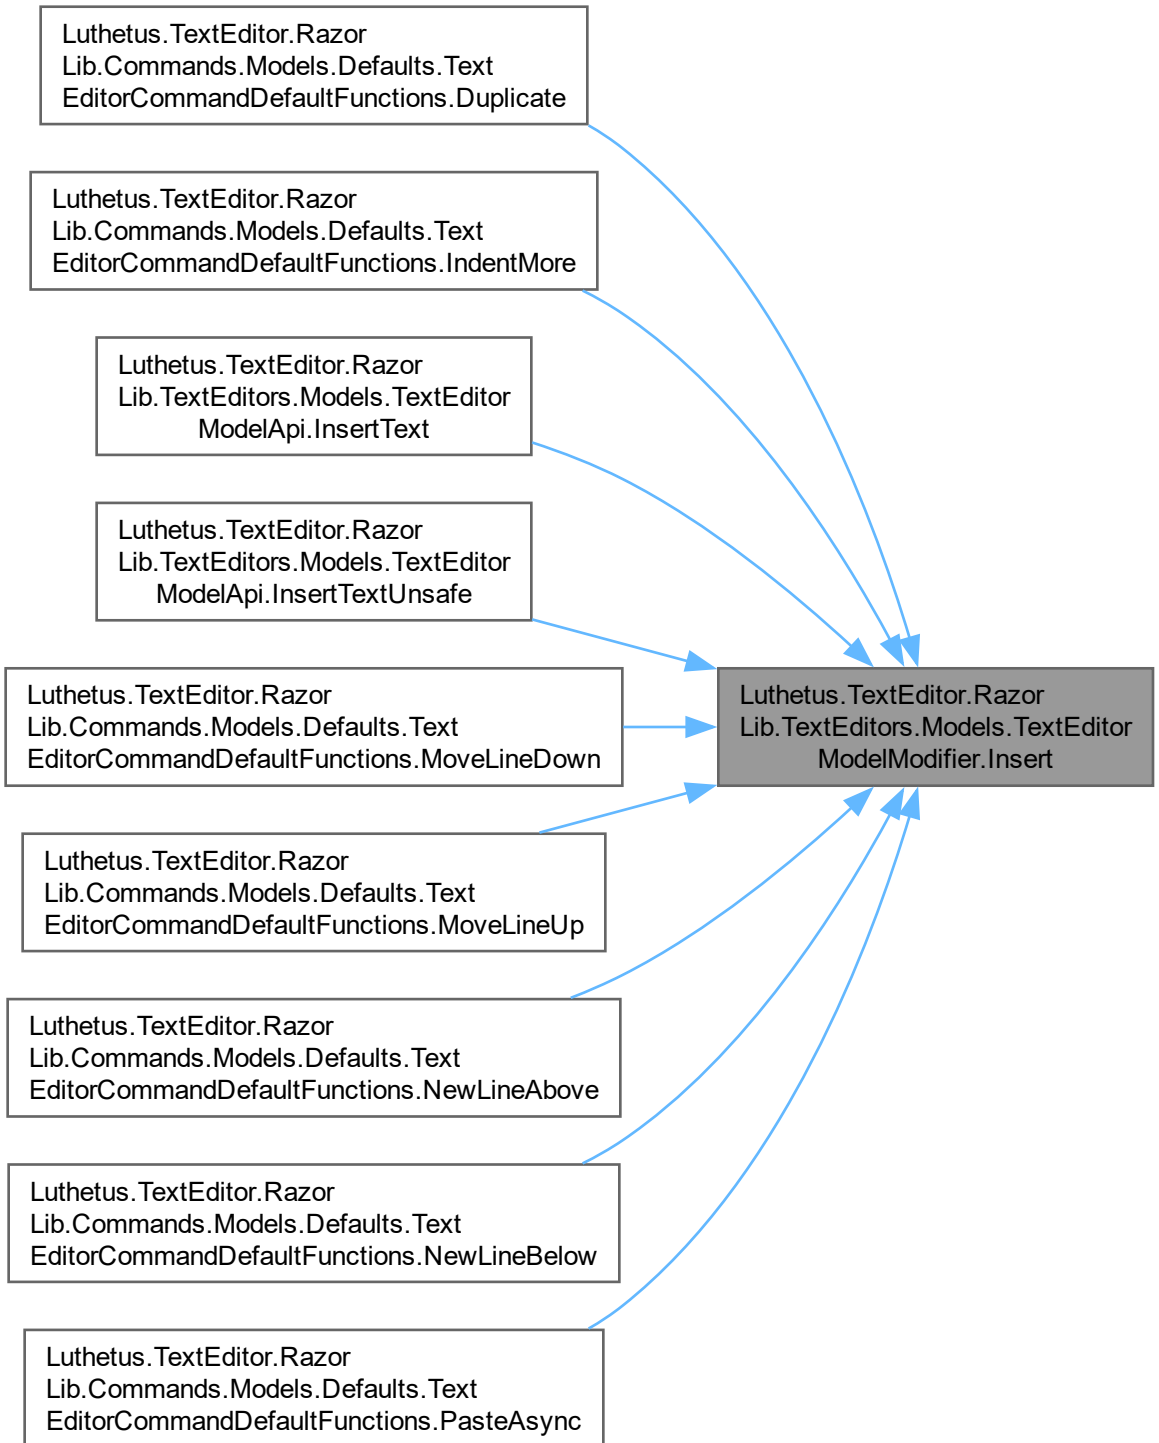 Luthetus.TextEditor.Razor
Lib.Commands.Models.Defaults.Text
EditorCommandDefaultFunctions.Duplicate
Luthetus.TextEditor.Razor
Lib.Commands.Models.Defaults.Text
EditorCommandDefaultFunctions.IndentMore
Luthetus.TextEditor.Razor
Lib.TextEditors.Models.TextEditor
ModelApi.InsertText
Luthetus.TextEditor.Razor
Lib.TextEditors.Models.TextEditor
ModelApi.InsertTextUnsafe
Luthetus.TextEditor.Razor
Lib.Commands.Models.Defaults.Text
EditorCommandDefaultFunctions.MoveLineDown
Luthetus.TextEditor.Razor
Lib.TextEditors.Models.TextEditor
ModelModifier.Insert
Luthetus.TextEditor.Razor
Lib.Commands.Models.Defaults.Text
EditorCommandDefaultFunctions.MoveLineUp
Luthetus.TextEditor.Razor
Lib.Commands.Models.Defaults.Text
EditorCommandDefaultFunctions.NewLineAbove
Luthetus.TextEditor.Razor
Lib.Commands.Models.Defaults.Text
EditorCommandDefaultFunctions.NewLineBelow
Luthetus.TextEditor.Razor
Lib.Commands.Models.Defaults.Text
EditorCommandDefaultFunctions.PasteAsync